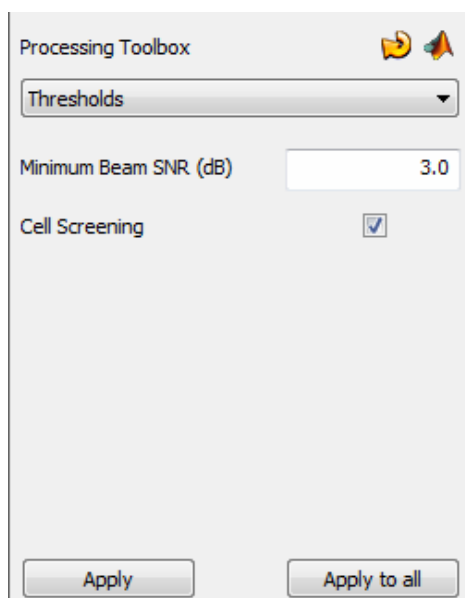 Processing Toolbox
Thresholds
Minimum Beam SNR (dB) 3.0
Cell Screening
Apply Apply to all